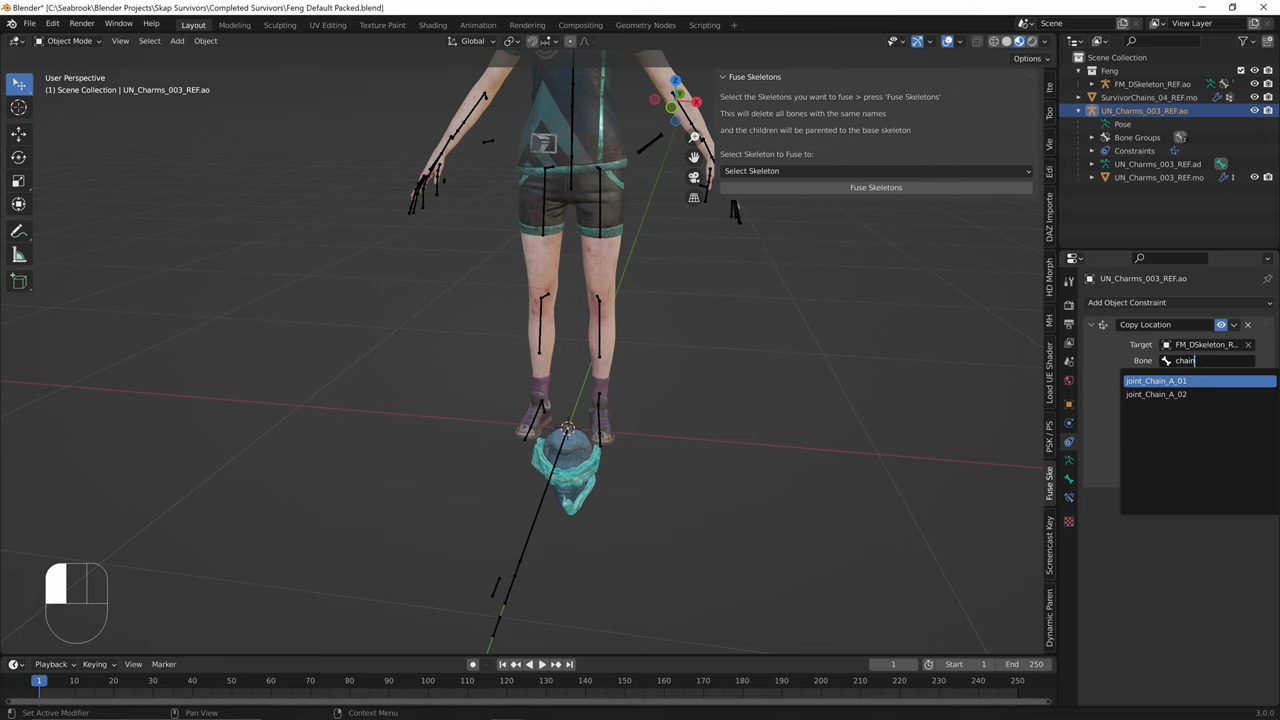 Blender* [C:\Seabrook\Blender Projects\Skap Survivors\Completed Survivors\Feng Default Packed.blend]
File Edit Render Window Help Layout Modeling Sculpting UV Editing Texture Paint Shading Animation Rendering Compositing Geometry Nodes Scripting Scene View Layer
Object Mode View Select Add Object Global
Options
User Perspective
(1) Scene Collection | UN_Charms_003_REF.ao
Fuse Skeletons
Select the Skeletons you want to fuse > press 'Fuse Skeletons'
This will delete all bones with the same names
and the children will be parented to the base skeleton
Select Skeleton to Fuse to:
Select Skeleton
Fuse Skeletons
Z
Y
X
Ite
Too
Vie
Edi
DAZ Importe
HD Morph
MH
Load UE Shader
PSK / PS
Fuse Ske
Screencast Key
Dynamic Paren
Scene Collection
Feng
FM_DSkeleton_REF.ao
SurvivorChains_04_REF.mo
UN_Charms_003_REF.ao
Pose
Bone Groups
Constraints
UN_Charms_003_REF.ad
UN_Charms_003_REF.mo
UN_Charms_003_REF.ao
Add Object Constraint
Copy Location
Target FM_DSkeleton_R...
Bone chain
joint_Chain_A_01
joint_Chain_A_02
Playback Keying View Marker 1 Start 1 End 250
1 10 20 30 40 50 60 70 80 90 100 110 120 130 140 150 160 170 180 190 200 210 220 230 240 250
Set Active Modifier Pan View Context Menu 3.0.0